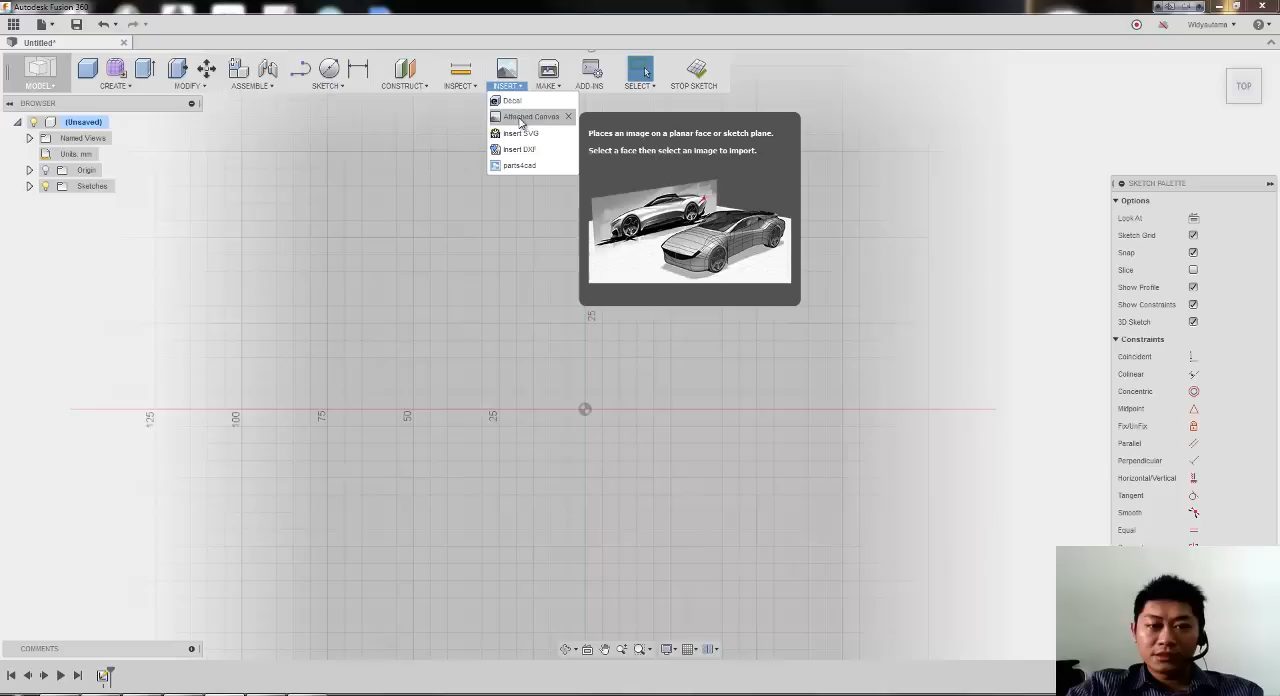 Autodesk Fusion 360
Widyautama
Untitled*
MODEL
CREATE
MODIFY
ASSEMBLE
SKETCH
CONSTRUCT
INSPECT
INSERT
MAKE
ADD-INS
SELECT
STOP SKETCH
TOP
BROWSER
(Unsaved)
Named Views
Units: mm
Origin
Sketches
Decal
Attached Canvas
Insert SVG
Insert DXF
parts4cad
Places an image on a planar face or sketch plane.
Select a face then select an image to import.
25
125
100
75
50
25
SKETCH PALETTE
Options
Look At
Sketch Grid
Snap
Slice
Show Profile
Show Constraints
3D Sketch
Constraints
Coincident
Colinear
Concentric
Midpoint
Fix/UnFix
Parallel
Perpendicular
Horizontal/Vertical
Tangent
Smooth
Equal
COMMENTS